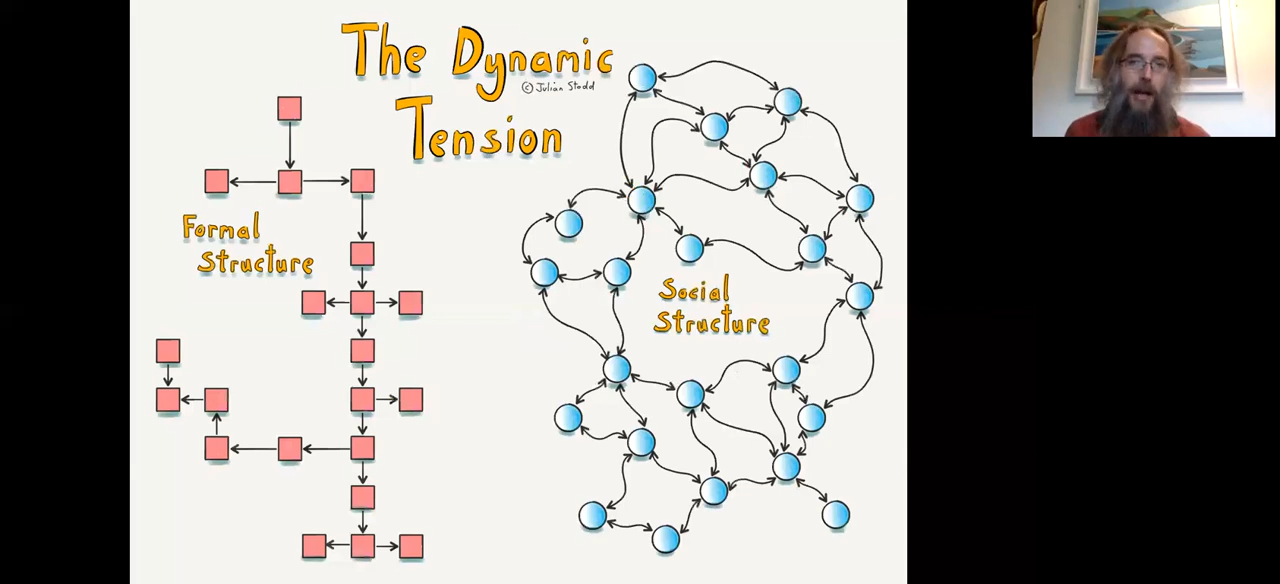 The Dynamic
© Julian Stodd
Tension
Formal
Structure
Social
Structure